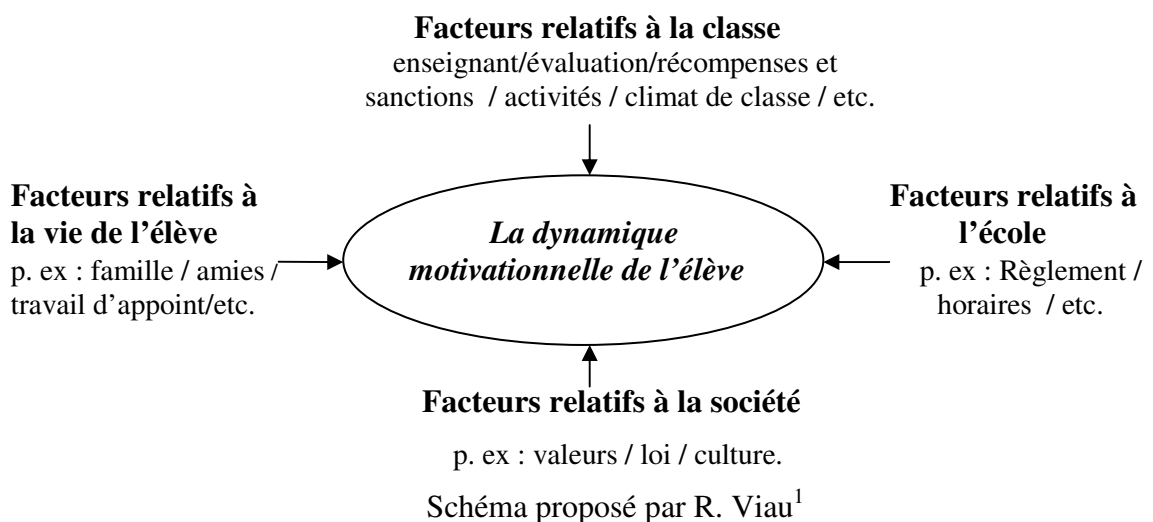 Facteurs relatifs à la classe
enseignant/évaluation/récompenses et
sanctions / activités / climat de classe / etc.
Facteurs relatifs à
la vie de l’élève
p. ex : famille / amies /
travail d’appoint/etc.
La dynamique
motivationnelle de l’élève
Facteurs relatifs à
l’école
p. ex : Règlement /
horaires / etc.
Facteurs relatifs à la société
p. ex : valeurs / loi / culture.
Schéma proposé par R. Viau¹